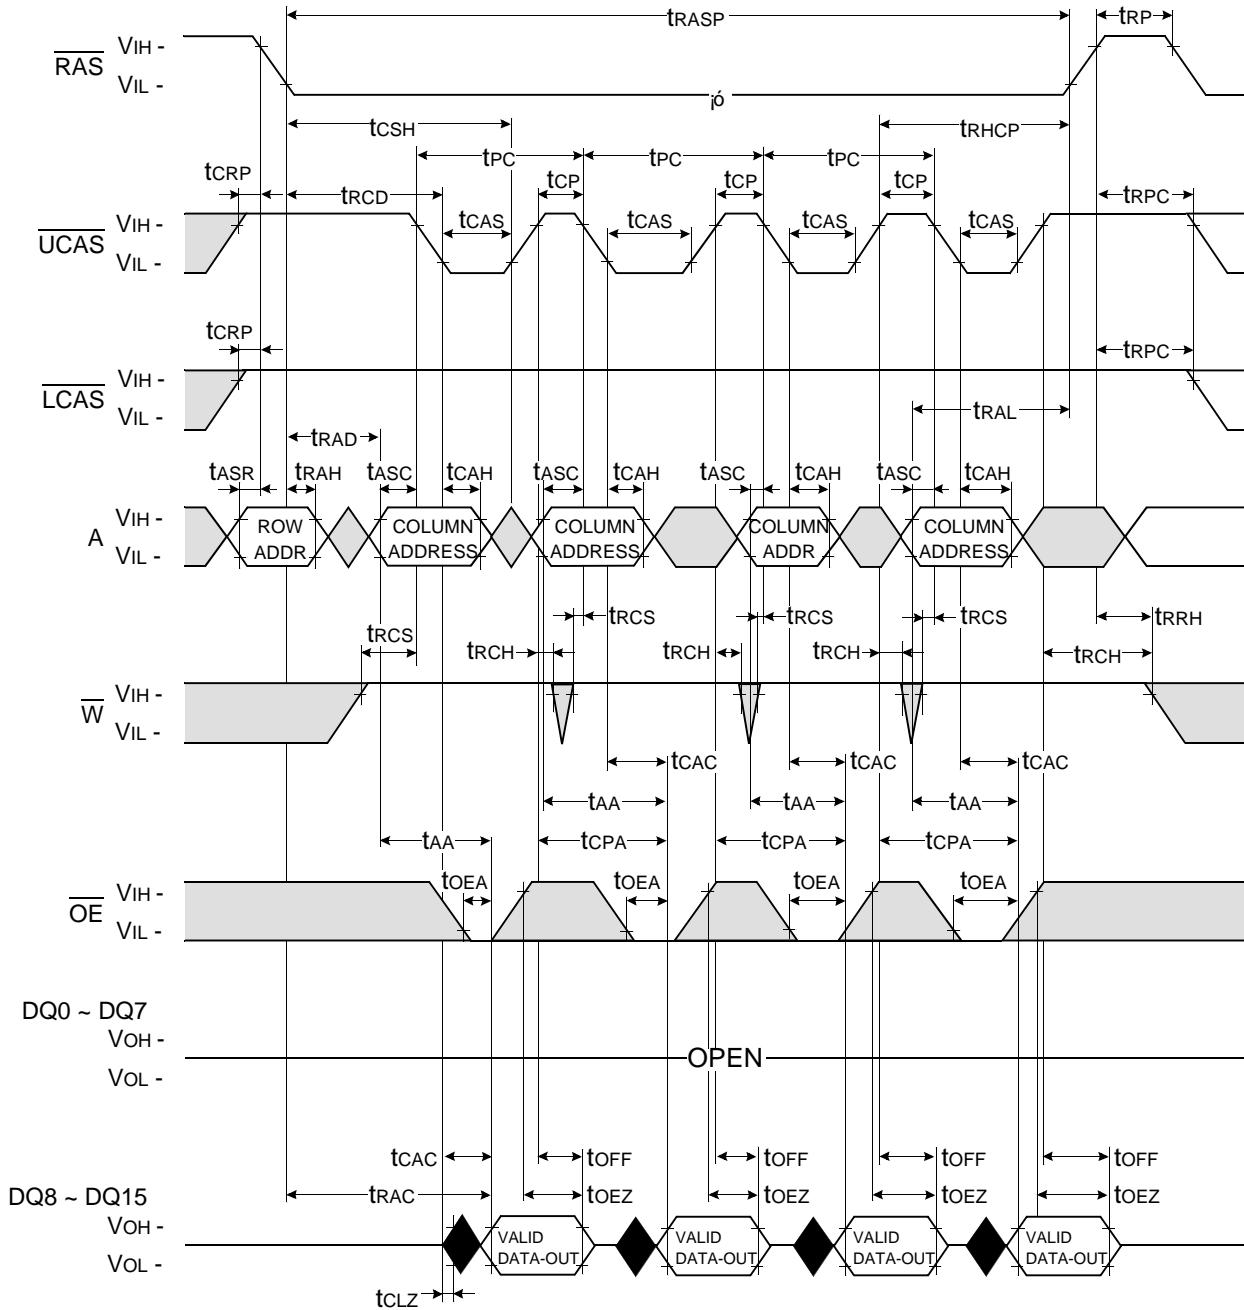 tRASP tRP
RAS VIH -
VIL -
¡ó
tCSH tRHCP
tPC tPC tPC
tCRP tRCD tCP tCP tCP tRPC
tCAS tCAS tCAS tCAS
UCAS VIH -
VIL -
tCRP tRPC
LCAS VIH -
VIL -
tRAL
tRAD
tASR tRAH tASC tCAH tASC tCAH tASC tCAH tASC tCAH
A VIH -
VIL -
ROW ADDR
COLUMN ADDRESS
COLUMN ADDRESS
COLUMN ADDR
COLUMN ADDRESS
tRCS tRCS tRCS tRCS tRRH
tRCH tRCH tRCH tRCH
W VIH -
VIL -
tCAC tCAC tCAC
tAA tAA tAA
tAA tCPA tCPA tCPA
tOEA tOEA tOEA tOEA
OE VIH -
VIL -
DQ0 ~ DQ7
VOH -
OPEN
VOL -
tCAC tOFF tOFF tOFF tOFF
DQ8 ~ DQ15 tRAC tOEZ tOEZ tOEZ tOEZ
VOH -
VOL -
VALID DATA-OUT
VALID DATA-OUT
VALID DATA-OUT
VALID DATA-OUT
tCLZ